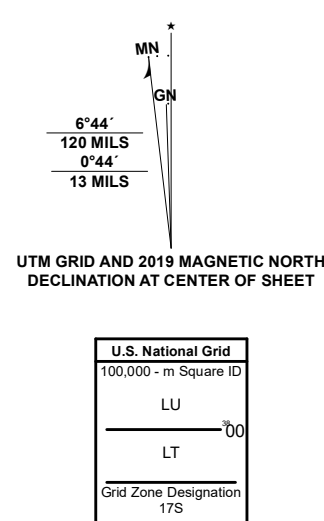 MN
GN
6°44´
120 MILS
0°44´
13 MILS
UTM GRID AND 2019 MAGNETIC NORTH
DECLINATION AT CENTER OF SHEET
U.S. National Grid
100,000 - m Square ID
LU
3800
LT
Grid Zone Designation
17S